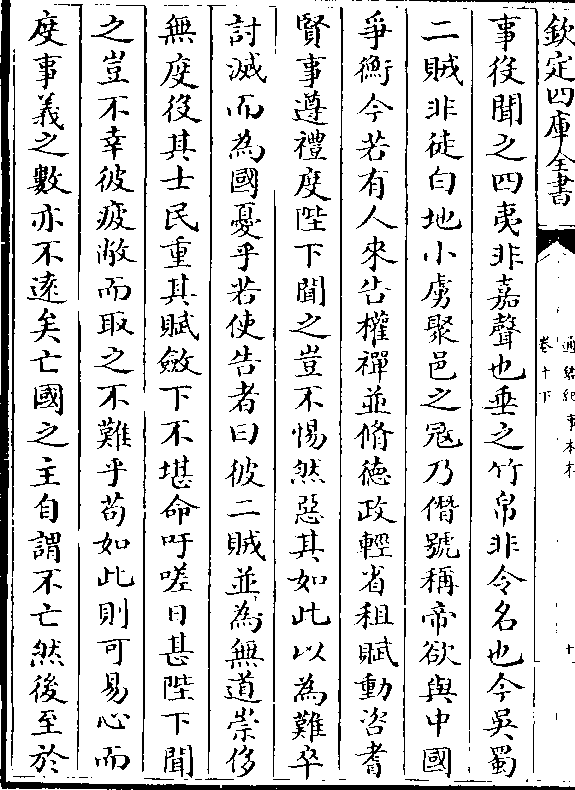 欽定四庫全書
事役聞之四夷非嘉聲也垂之竹帛非令名也今吳蜀
二賊非徒白地小虜聚邑之冦乃僭號稱帝欲與中國
爭衡今若有人來告權禪並脩徳政輕省租賦動咨耆
賢事遵禮度陛下聞之豈不惕然惡其如此以為難卒
討滅而為國憂乎若使告者曰彼二賊並為無道崇侈
無度役其士民重其賦斂下不堪命吁嗟日甚陛下聞
之豈不幸彼疲敝而取之不難乎苟如此則可易心而
度事義之數亦不逺矣亡國之主自謂不亡然後至於
通鑑紀事本末
卷十下